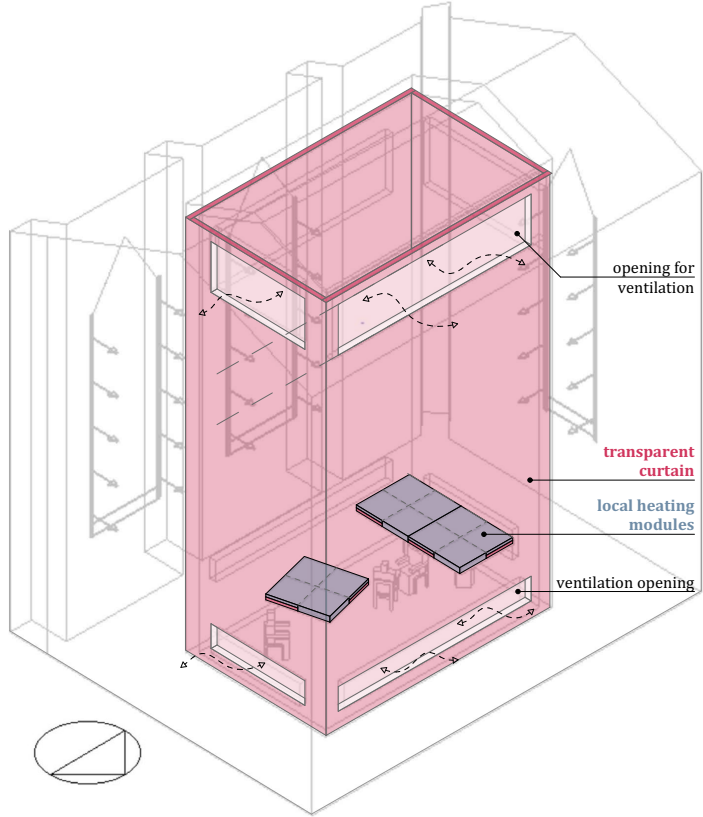 opening for
ventilation
transparent
curtain
local heating
modules
ventilation opening